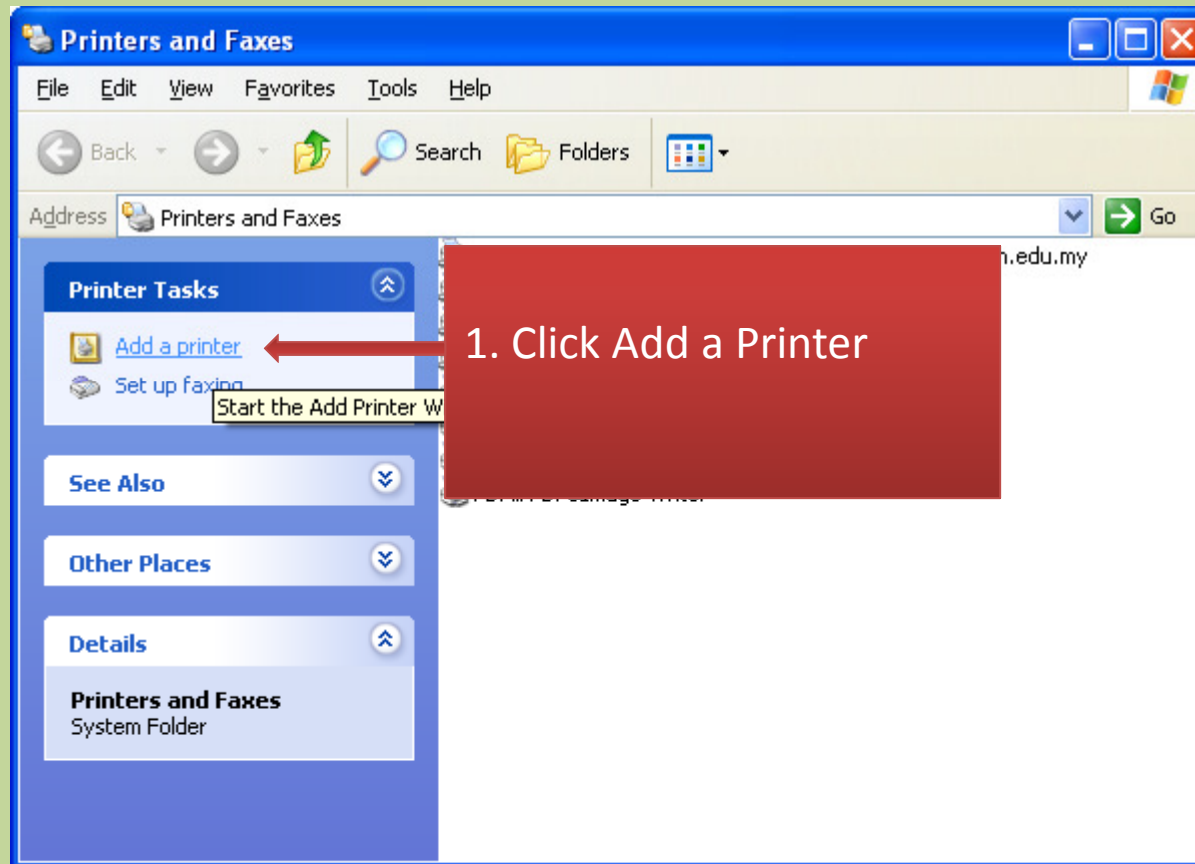 Printers and Faxes
File Edit View Favorites Tools Help
Back Search Folders
Address Printers and Faxes Go
n.edu.my
Printer Tasks
Add a printer
1. Click Add a Printer
Set up faxing
Start the Add Printer W
See Also
Other Places
Details
Printers and Faxes
System Folder